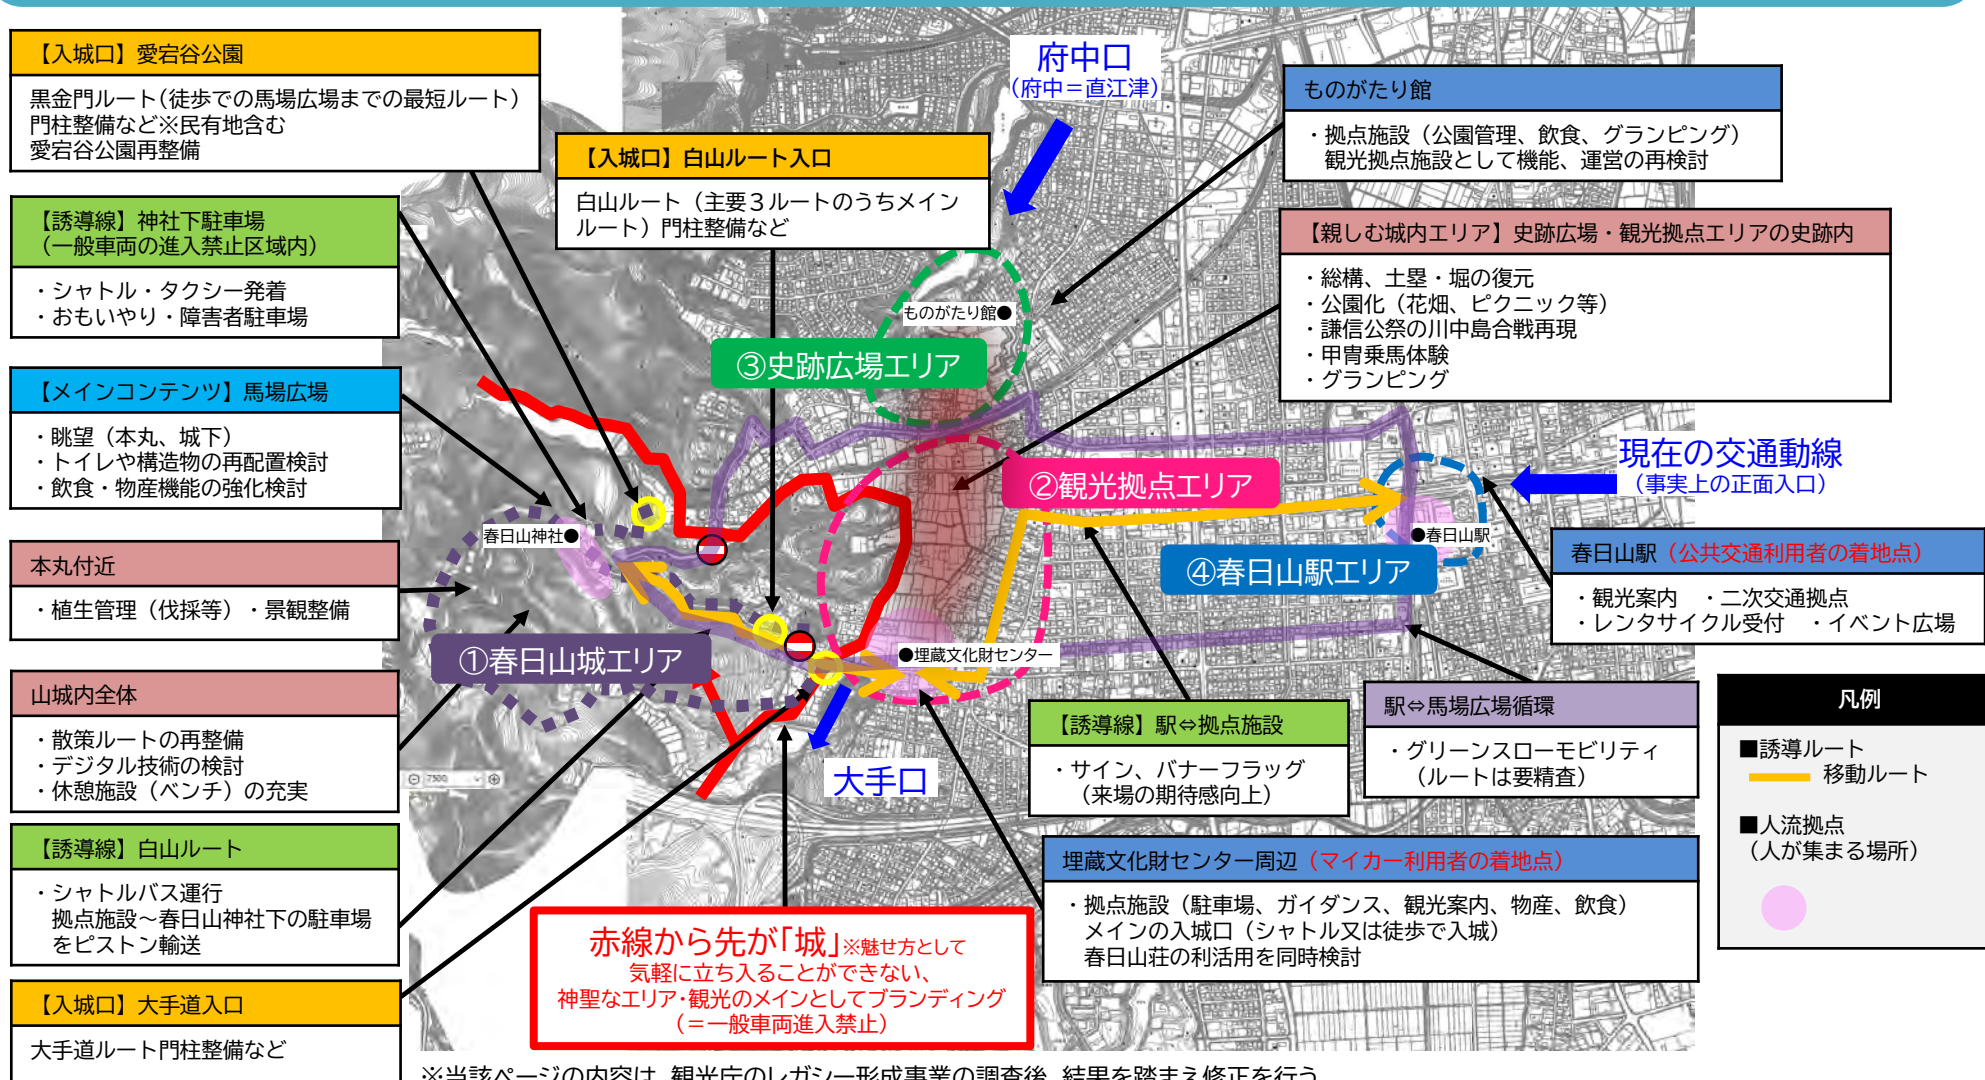 【入城口】愛宕谷公園
黒金門ルート(徒歩での馬場広場までの最短ルート)
門柱整備など※民有地含む
愛宕谷公園再整備
【誘導線】神社下駐車場
（一般車両の進入禁止区域内）
・シャトル・タクシー発着
・おもいやり・障害者駐車場
【メインコンテンツ】馬場広場
・眺望（本丸、城下）
・トイレや構造物の再配置検討
・飲食・物産機能の強化検討
本丸付近
・植生管理（伐採等）・景観整備
山城内全体
・散策ルートの再整備
・デジタル技術の検討
・休憩施設（ベンチ）の充実
【誘導線】白山ルート
・シャトルバス運行
拠点施設～春日山神社下の駐車場
をピストン輸送
【入城口】大手道入口
大手道ルート門柱整備など
【入城口】白山ルート入口
白山ルート（主要３ルートのうちメイン
ルート）門柱整備など
府中口
（府中＝直江津）
ものがたり館
・拠点施設（公園管理、飲食、グランピング）
観光拠点施設として機能、運営の再検討
【親しむ城内エリア】史跡広場・観光拠点エリアの史跡内
・総構、土塁・堀の復元
・公園化（花畑、ピクニック等）
・謙信公祭の川中島合戦再現
・甲冑乗馬体験
・グランピング
ものがたり館●
③史跡広場エリア
②観光拠点エリア
現在の交通動線
（事実上の正面入口）
春日山神社●
●春日山駅
④春日山駅エリア
①春日山城エリア
●埋蔵文化財センター
春日山駅（公共交通利用者の着地点）
・観光案内　・二次交通拠点
・レンタサイクル受付　・イベント広場
大手口
7500
【誘導線】駅⇔拠点施設
・サイン、バナーフラッグ
（来場の期待感向上）
駅⇔馬場広場循環
・グリーンスローモビリティ
（ルートは要精査）
凡例
■誘導ルート
移動ルート
■人流拠点
（人が集まる場所）
埋蔵文化財センター周辺（マイカー利用者の着地点）
・拠点施設（駐車場、ガイダンス、観光案内、物産、飲食）
メインの入城口（シャトル又は徒歩で入城）
春日山荘の利活用を同時検討
赤線から先が「城」※魅せ方として
気軽に立ち入ることができない、
神聖なエリア・観光のメインとしてブランディング
（＝一般車両進入禁止）
※当該ページの内容は、観光庁のレガシー形成事業の調査後、結果を踏まえ修正を行う